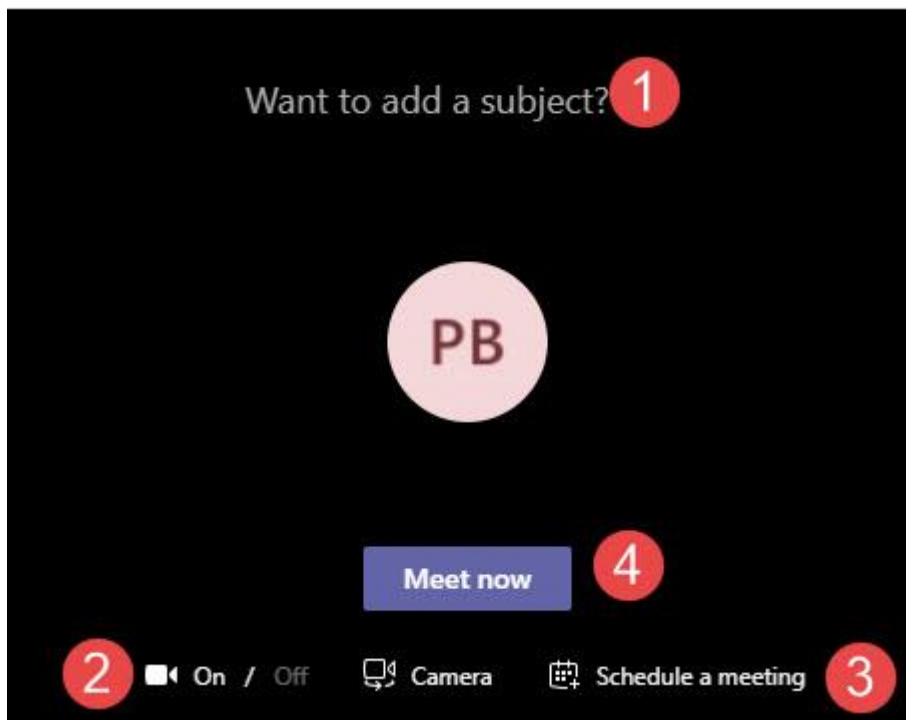 Want to add a subject? 1
PB
Meet now 4
2 On / Off Camera Schedule a meeting 3